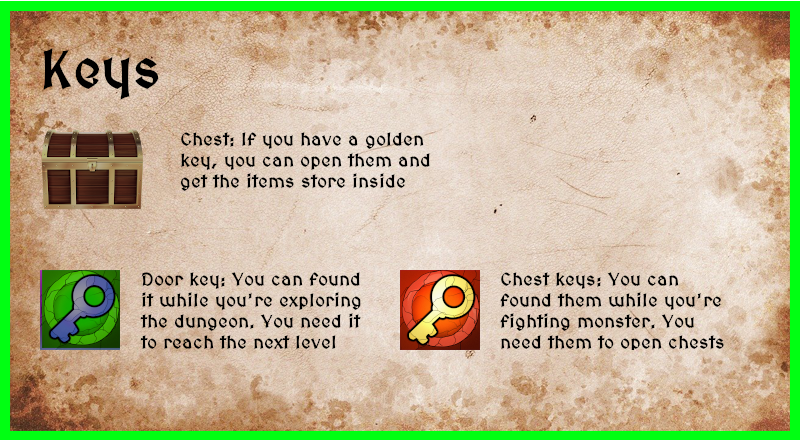 Keys
Chest: If you have a golden
key, you can open them and
get the items store inside
Door key: You can found
it while you're exploring
the dungeon. You need it
to reach the next level
Chest keys: You can
found them while you're
fighting monster. You
need them to open chests